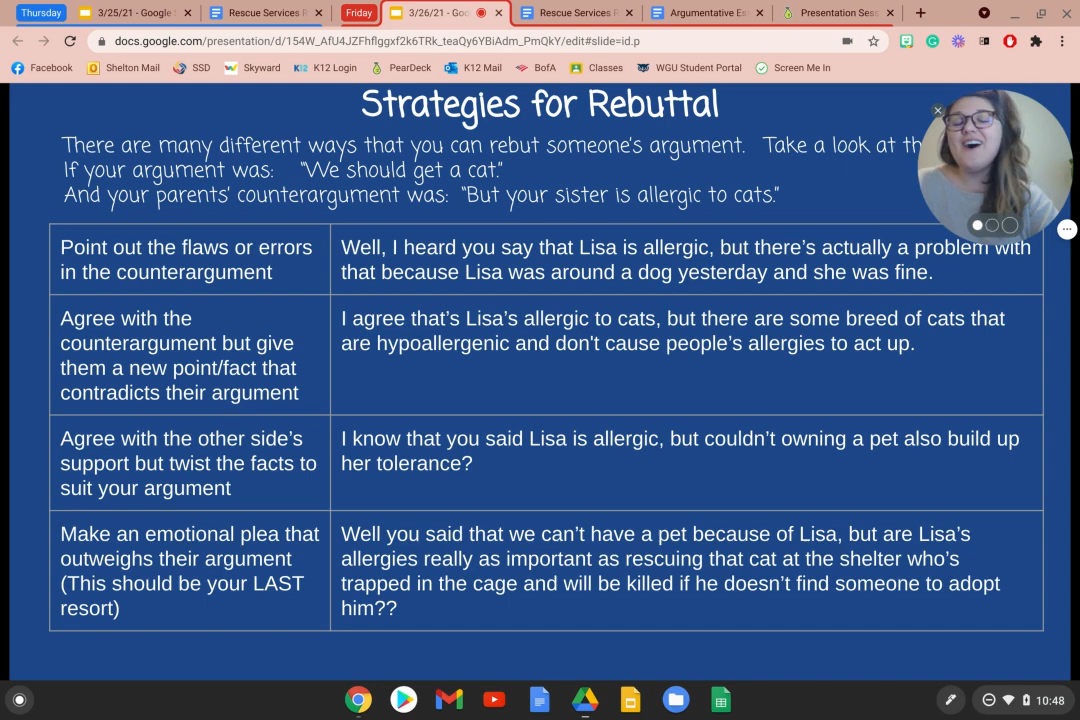 Thursday
3/25/21 - Google S
Rescue Services R
Friday
3/26/21 - Goo
Rescue Services F
Argumentative Es
Presentation Sess
docs.google.com/presentation/d/154W_AfU4JZFhflggxf2k6TRk_teaQy6YBiAdm_PmQkY/edit#slide=id.p
Facebook
Shelton Mail
SSD
Skyward
K12 Login
PearDeck
K12 Mail
BofA
Classes
WGU Student Portal
Screen Me In
Strategies for Rebuttal
There are many different ways that you can rebut someone's argument. Take a look at th
If your argument was: "We should get a cat."
And your parents' counterargument was: "But your sister is allergic to cats."
Point out the flaws or errors
in the counterargument
Well, I heard you say that Lisa is allergic, but there's actually a problem with
that because Lisa was around a dog yesterday and she was fine.
Agree with the
counterargument but give
them a new point/fact that
contradicts their argument
I agree that's Lisa's allergic to cats, but there are some breed of cats that
are hypoallergenic and don't cause people's allergies to act up.
Agree with the other side's
support but twist the facts to
suit your argument
I know that you said Lisa is allergic, but couldn't owning a pet also build up
her tolerance?
Make an emotional plea that
outweighs their argument
(This should be your LAST
resort)
Well you said that we can't have a pet because of Lisa, but are Lisa's
allergies really as important as rescuing that cat at the shelter who's
trapped in the cage and will be killed if he doesn't find someone to adopt
him??
10:48